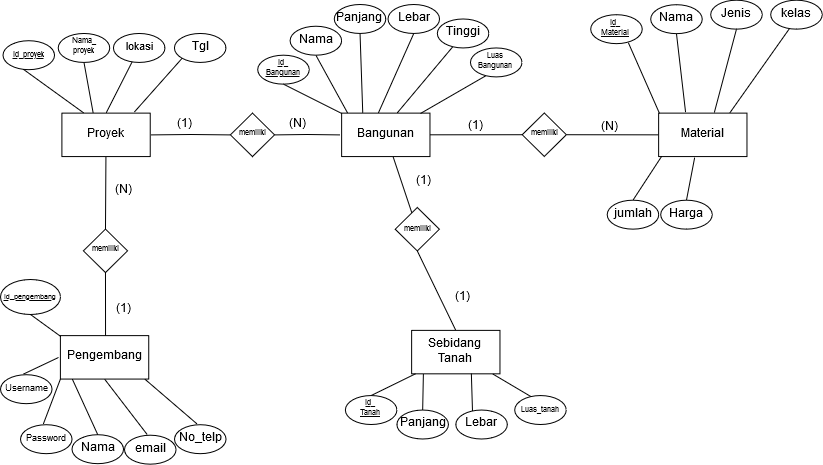 Id_proyek
Nama_
proyek
lokasi
Tgl
Nama
Panjang
Lebar
Tinggi
Id_
Bangunan
Luas
Bangunan
Id_
Material
Nama
Jenis
kelas
Proyek
(1)
memiliki
(N)
Bangunan
(1)
memiliki
(N)
Material
(N)
(1)
jumlah
Harga
memiliki
memiliki
Id_pengembang
(1)
(1)
Pengembang
Sebidang
Tanah
Username
Password
Nama
email
No_telp
Id_
Tanah
Panjang
Lebar
Luas_tanah